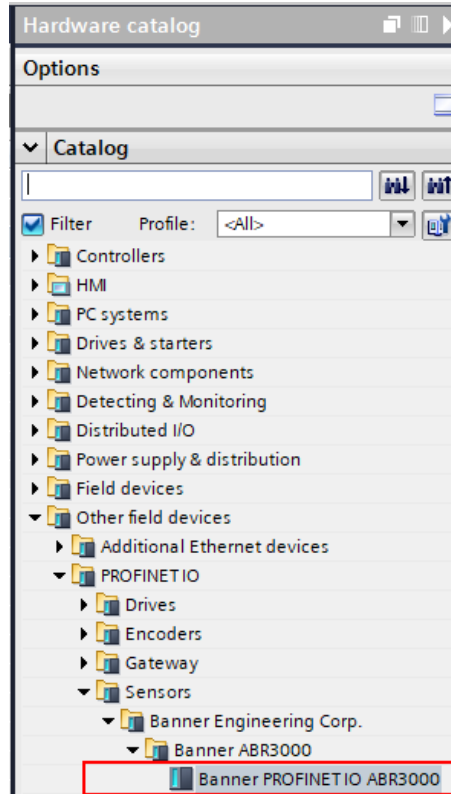 Hardware catalog
Options
Catalog
Filter Profile: <All>
Controllers
HMI
PC systems
Drives & starters
Network components
Detecting & Monitoring
Distributed I/O
Power supply & distribution
Field devices
Other field devices
Additional Ethernet devices
PROFINET IO
Drives
Encoders
Gateway
Sensors
Banner Engineering Corp.
Banner ABR3000
Banner PROFINET IO ABR3000